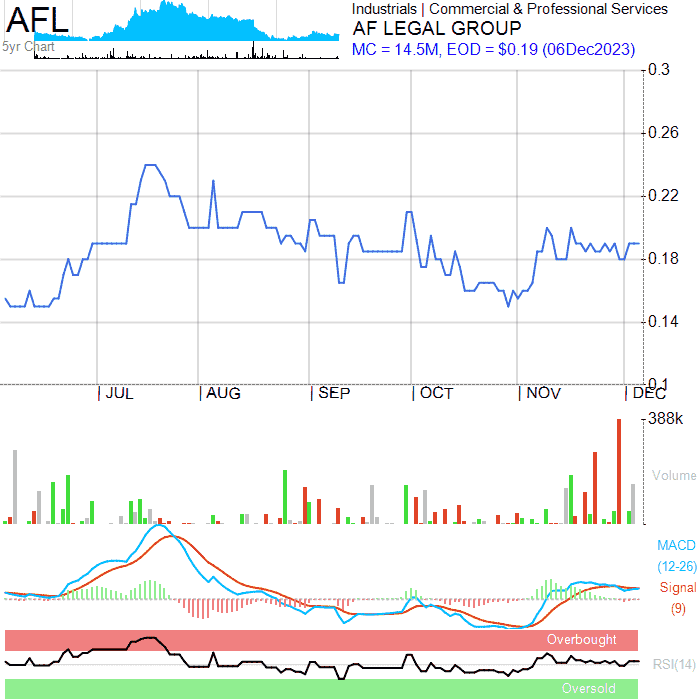 AFL
5yr Chart
Industrials | Commercial & Professional Services
AF LEGAL GROUP
MC = 14.5M, EOD = $0.19 (06Dec2023)
0.3
0.26
0.22
0.18
0.14
0.1
JUL AUG SEP OCT NOV DEC
388k
Volume
MACD
(12-26)
Signal
(9)
Overbought
RSI(14)
Oversold